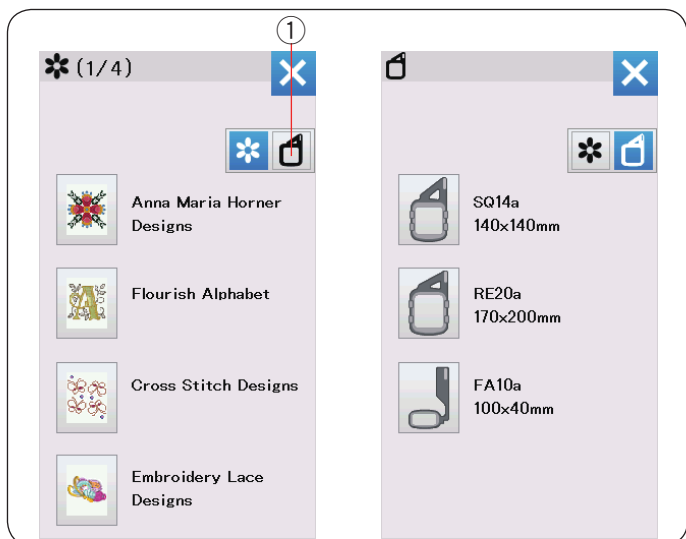 ①
(1/4)
Anna Maria Horner
Designs
Flourish Alphabet
Cross Stitch Designs
Embroidery Lace
Designs
SQ14a
140x140mm
RE20a
170x200mm
FA10a
100x40mm